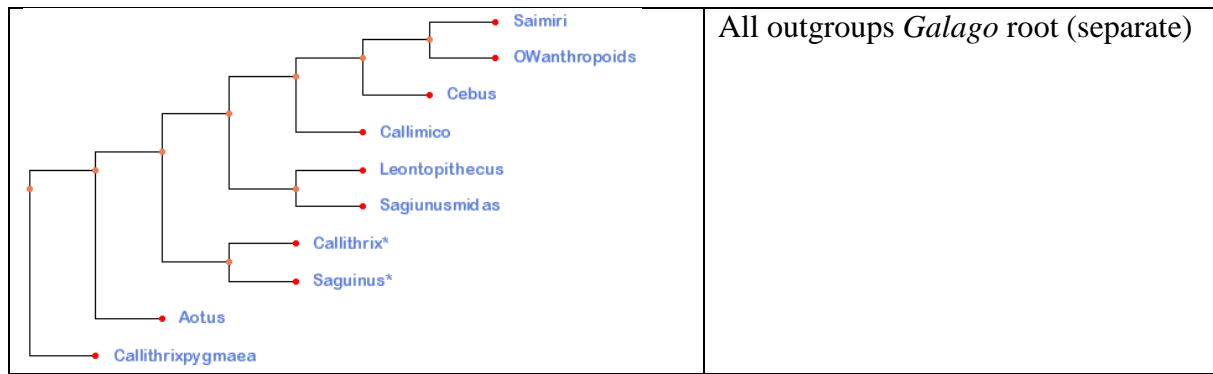 Saimiri
OWanthropoids
Cebus
Callimico
Leontopithecus
Sagiunusmidas
Callithrix*
Saguinus*
Aotus
Callithrixpygmaea
All outgroups Galago root (separate)